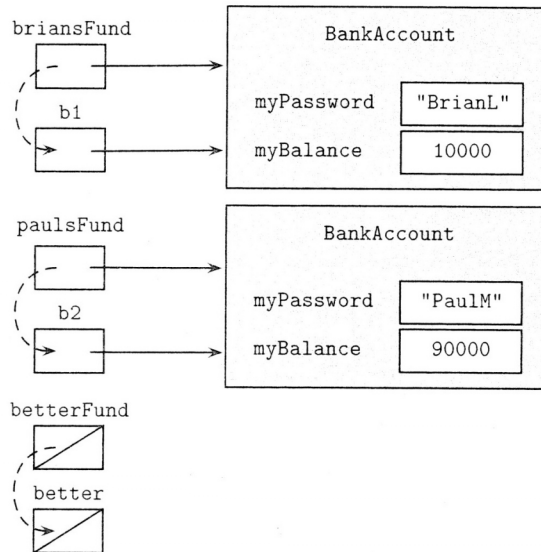 briansFund
BankAccount
myPassword "BrianL"
b1
myBalance 10000
paulsFund
BankAccount
myPassword "PaulM"
b2
myBalance 90000
betterFund
better